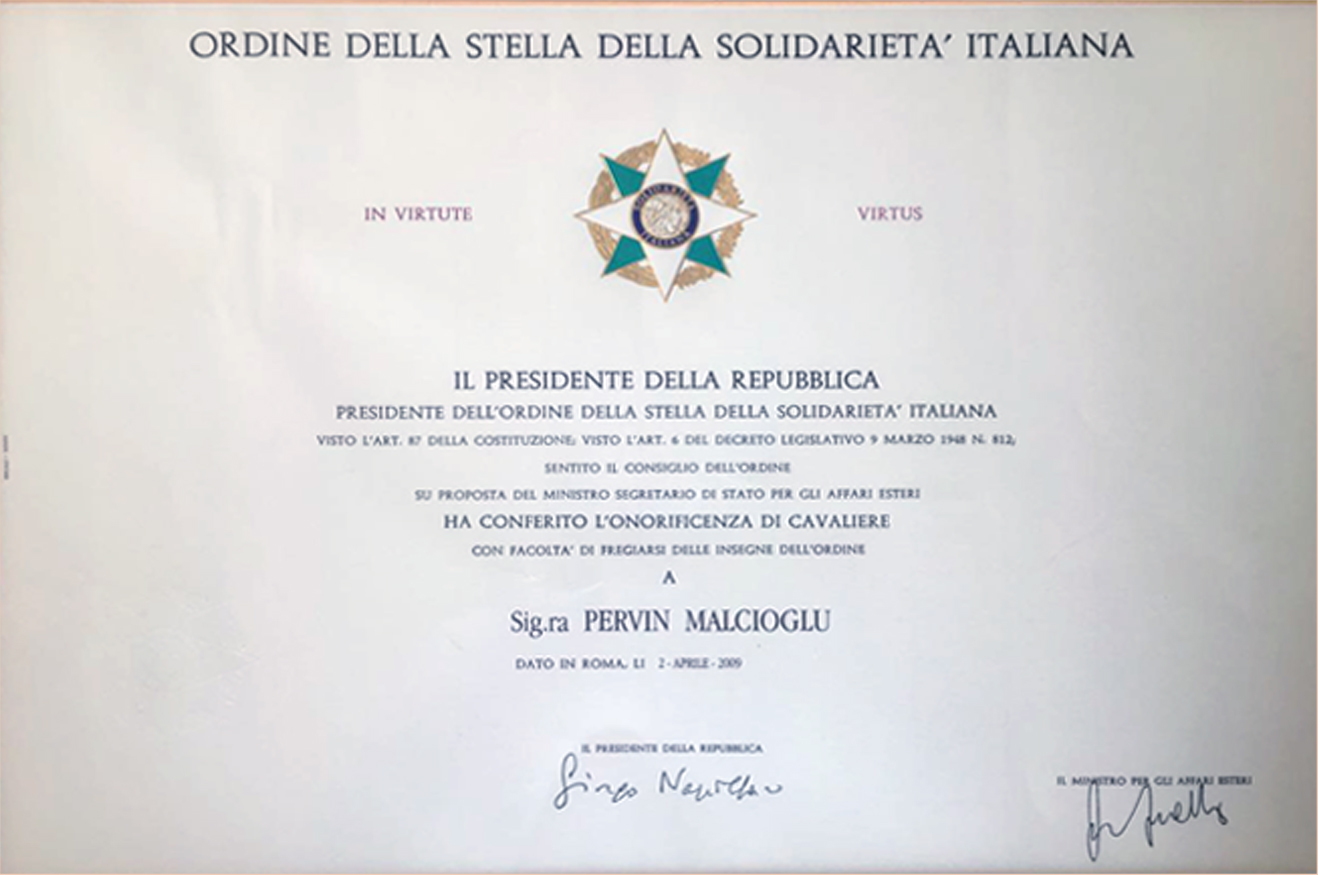 ORDINE DELLA STELLA DELLA SOLIDARIETA' ITALIANA
IN VIRTUTE
SOLIDARIETA
ITALIANA
VIRTUS
IL PRESIDENTE DELLA REPUBBLICA
PRESIDENTE DELL'ORDINE DELLA STELLA DELLA SOLIDARIETA' ITALIANA
VISTO L'ART. 87 DELLA COSTITUZIONE; VISTO L'ART. 6 DEL DECRETO LEGISLATIVO 9 MARZO 1948 N. 812;
SENTITO IL CONSIGLIO DELL'ORDINE
SU PROPOSTA DEL MINISTRO SEGRETARIO DI STATO PER GLI AFFARI ESTERI
HA CONFERITO L'ONORIFICENZA DI CAVALIERE
CON FACOLTA' DI FREGIARSI DELLE INSEGNE DELL'ORDINE
A
Sig.ra PERVIN MALCIOGLU
DATO IN ROMA, LI 2-APRILE-2009
IL PRESIDENTE DELLA REPUBBLICA
IL MINISTRO PER GLI AFFARI ESTERI